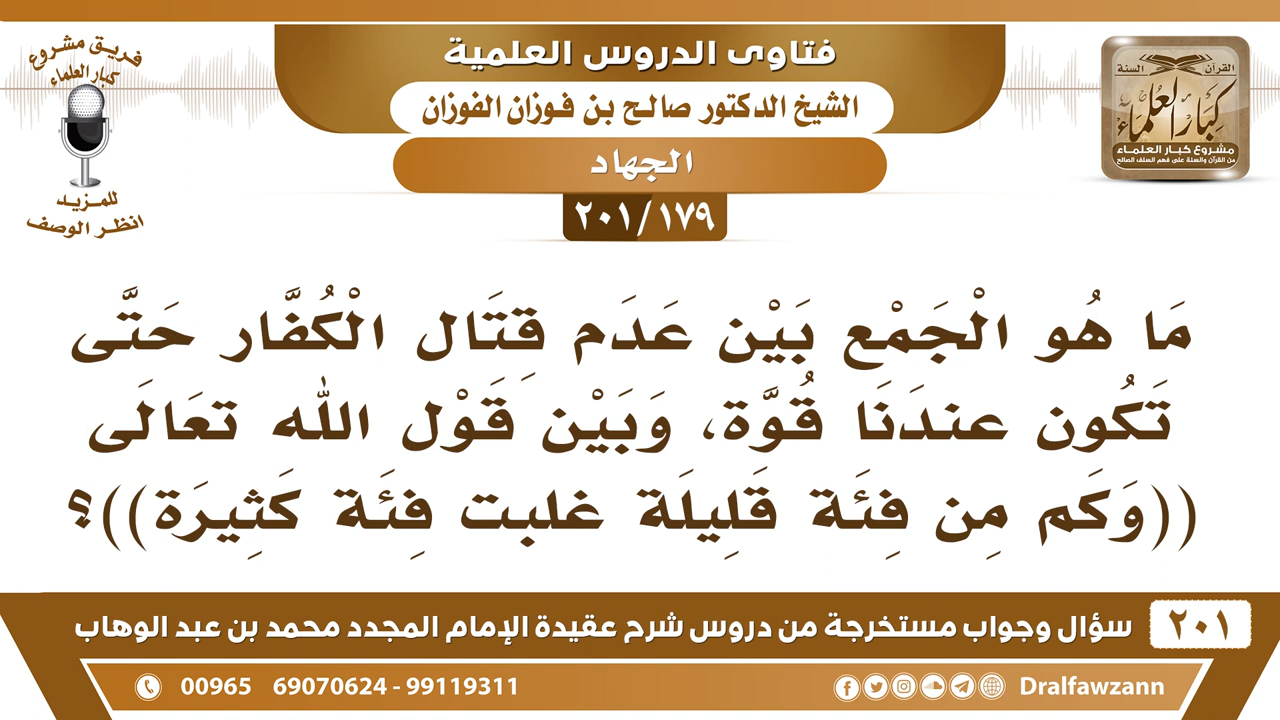 فتاوى الدروس العلمية
الشيخ الدكتور صالح بن فوزان الفوزان
الجهاد
٢٠١/١٧٩
القرآن السنة
كبار العلماء
مشروع كبار العلماء
من القرآن والسنة على فهم السلف الصالح
فريق مشروع
كبار العلماء
للمزيد
انظر الوصف
مَا هُو الْجَمْع بَيْن عَدَم قِتَال الْكُفَّار حَتَّى
تَكُون عندَنَا قُوَّة، وَبَيْن قَوْل الله تعَالَى
((وَكَم مِن فِئَة قَلِيلَة غلبت فِئَة كَثِيرَة))؟
٢٠١ سؤال وجواب مستخرجة من دروس شرح عقيدة الإمام المجدد محمد بن عبد الوهاب
00965 69070624 - 99119311
Dralfawzann